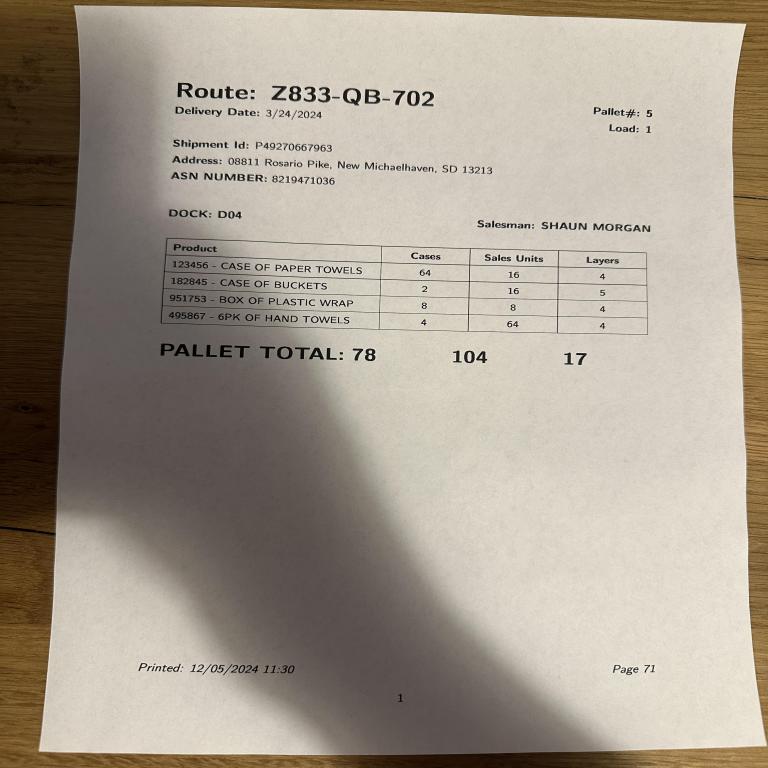 Route: Z833-QB-702
Delivery Date: 3/24/2024
Pallet#: 5
Load: 1
Shipment Id: P49270667963
Address: 08811 Rosario Pike, New Michaelhaven, SD 13213
ASN NUMBER: 8219471036
DOCK: D04
Salesman: SHAUN MORGAN
Product Cases Sales Units Layers
123456 - CASE OF PAPER TOWELS 64 16 4
182845 - CASE OF BUCKETS 2 16 5
951753 - BOX OF PLASTIC WRAP 8 8 4
495867 - 6PK OF HAND TOWELS 4 64 4
PALLET TOTAL: 78 104 17
Printed: 12/05/2024 11:30
Page 71
1